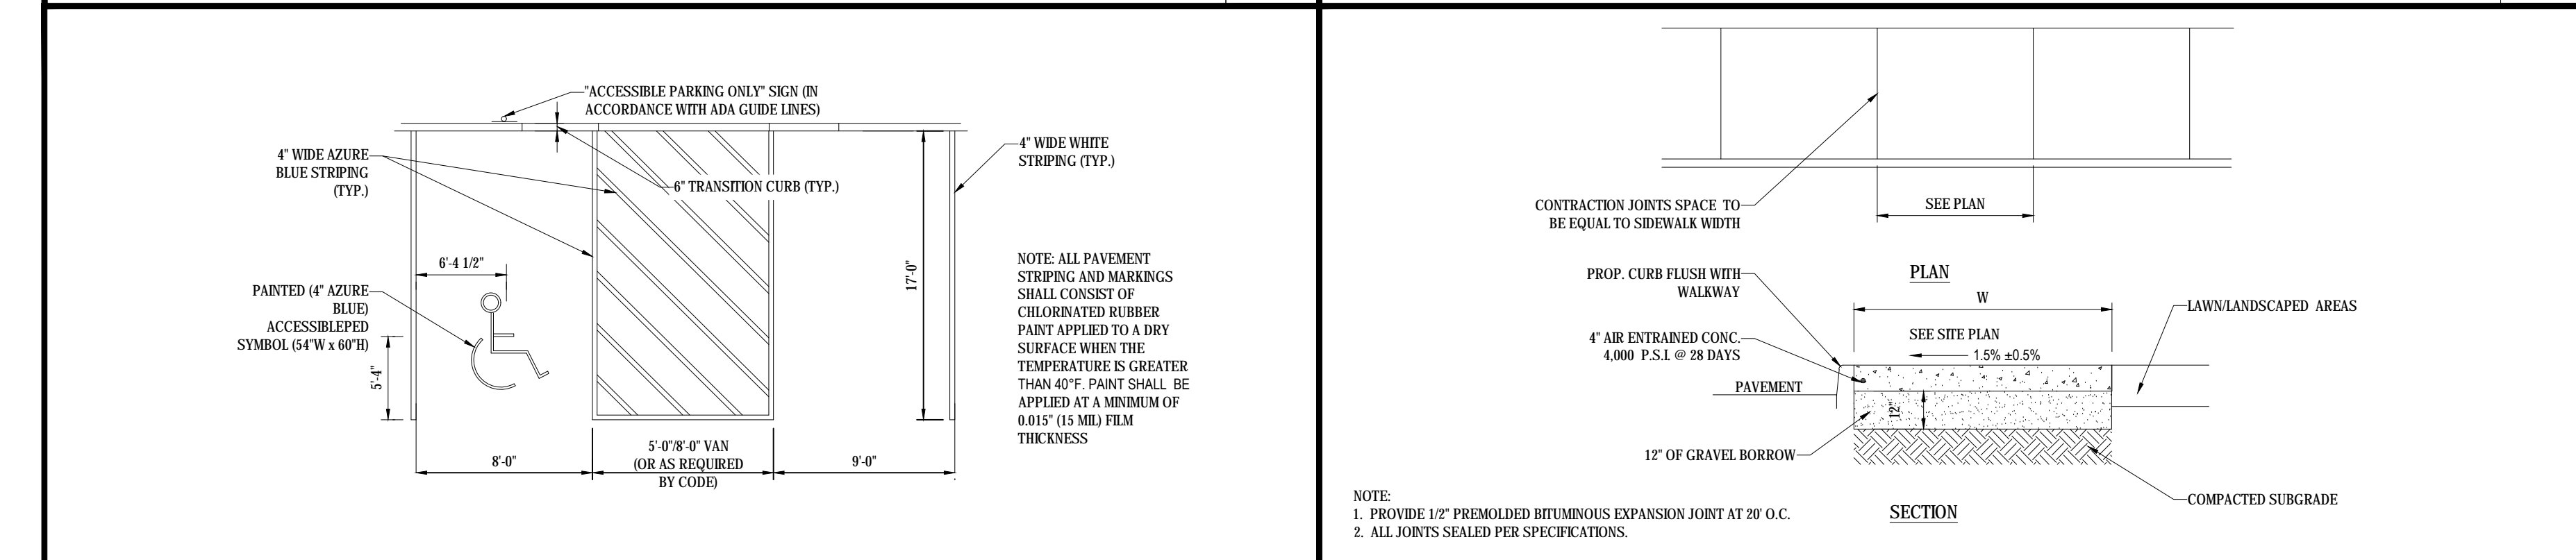 "ACCESSIBLE PARKING ONLY" SIGN (IN
ACCORDANCE WITH ADA GUIDE LINES)
4" WIDE AZURE
BLUE STRIPING
(TYP.)
4" WIDE WHITE
STRIPING (TYP.)
6" TRANSITION CURB (TYP.)
6'-4 1/2"
PAINTED (4" AZURE
BLUE)
ACCESSIBLEPED
SYMBOL (54"W x 60"H)
5'-4"
17'-0"
NOTE: ALL PAVEMENT
STRIPING AND MARKINGS
SHALL CONSIST OF
CHLORINATED RUBBER
PAINT APPLIED TO A DRY
SURFACE WHEN THE
TEMPERATURE IS GREATER
THAN 40°F. PAINT SHALL BE
APPLIED AT A MINIMUM OF
0.015" (15 MIL) FILM
THICKNESS
8'-0"
5'-0"/8'-0" VAN
(OR AS REQUIRED
BY CODE)
9'-0"
CONTRACTION JOINTS SPACE TO
BE EQUAL TO SIDEWALK WIDTH
SEE PLAN
PLAN
PROP. CURB FLUSH WITH
WALKWAY
W
LAWN/LANDSCAPED AREAS
4" AIR ENTRAINED CONC.
4,000 P.S.I. @ 28 DAYS
SEE SITE PLAN
1.5% ±0.5%
PAVEMENT
12"
12" OF GRAVEL BORROW
COMPACTED SUBGRADE
SECTION
NOTE:
1. PROVIDE 1/2" PREMOLDED BITUMINOUS EXPANSION JOINT AT 20' O.C.
2. ALL JOINTS SEALED PER SPECIFICATIONS.